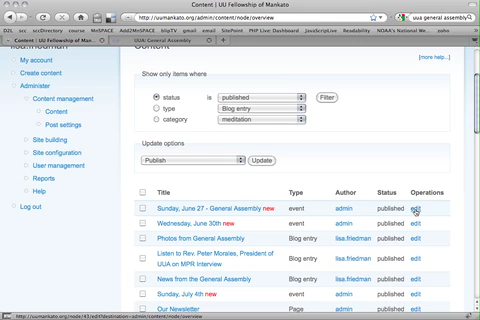 Content | UU Fellowship of Mankato
http://uumankato.org/admin/content/node/overview
uua general assembly
D2L scc sccDirectory course MnSPACE Add2MnSPACE blipTV gmail email SitePoint PHP Live: Dashboard JavaScripting Readability NOAA's National We
Content | UU Fellowship of Man...
UUA: General Assembly
lisa.friedman
Content
[more help...]
My account
Create content
Administer
Content management
Content
Post settings
Site building
Site configuration
User management
Reports
Help
Log out
Show only items where
status is published Filter
type Blog entry
category meditation
Update options
Publish Update
Title Type Author Status Operations
Sunday, June 27 - General Assembly new event admin published edit
Wednesday, June 30th new event admin published edit
Photos from General Assembly Blog entry lisa.friedman published edit
Listen to Rev. Peter Morales, President of UUA on MPR Interview Blog entry lisa.friedman published edit
News from the General Assembly Blog entry lisa.friedman published edit
Sunday, July 4th new event admin published edit
Our Newsletter Page admin published edit
http://uumankato.org/node/43/edit?destination=admin/content/node/overview